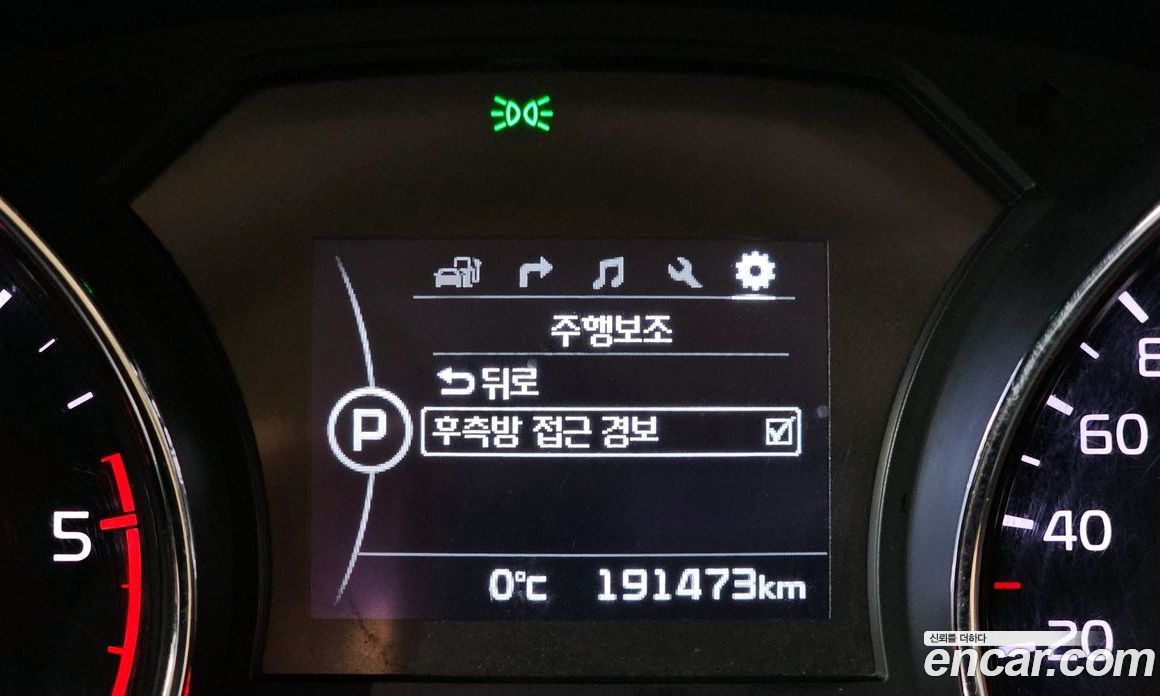 주행보조
뒤로
P
후측방 접근 경보
5
8
60
40
20
0℃ 191473km
신뢰를 더하다
encar.com